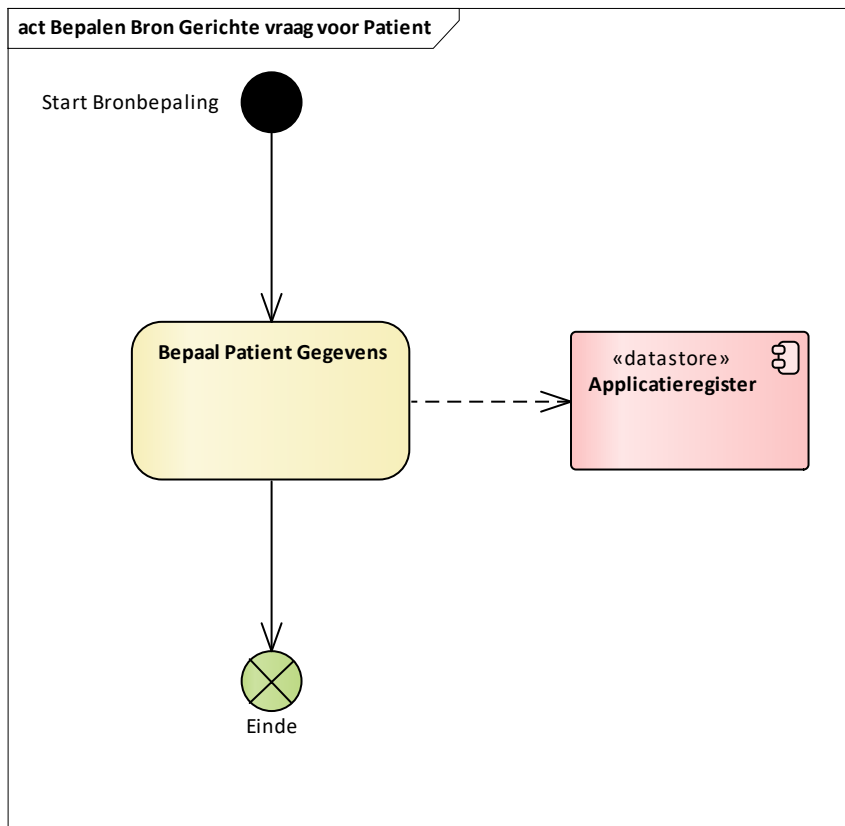 act Bepalen Bron Gerichte vraag voor Patient
Start Bronbepaling
Bepaal Patient Gegevens
«datastore»
Applicatieregister
Einde